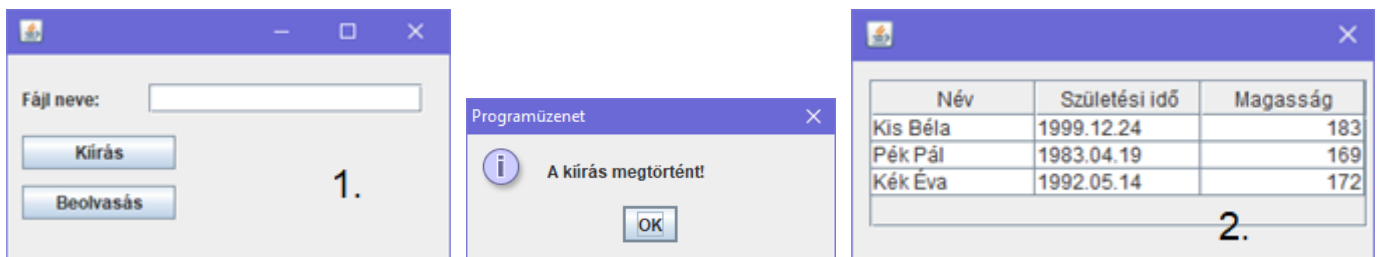 Fájl neve:
Kiírás
Beolvasás
1.
Programüzenet
A kiírás megtörtént!
OK
Név Születési idő Magasság
Kis Béla 1999.12.24 183
Pék Pál 1983.04.19 169
Kék Éva 1992.05.14 172
2.